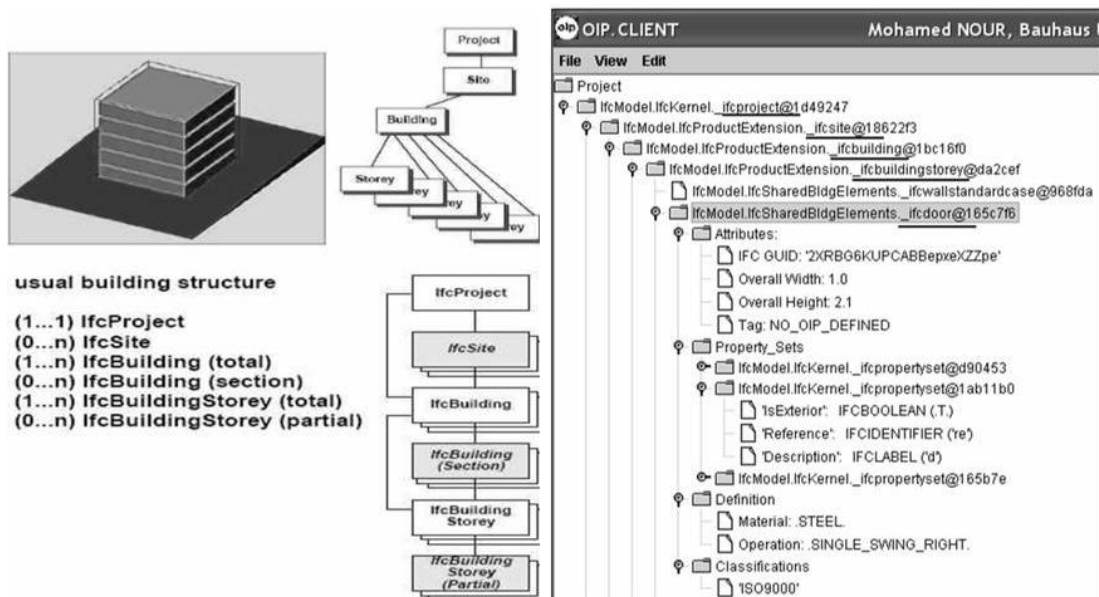 Project
Site
Building
Storey
rey
rey
rey
rey
usual building structure
(1...1) IfcProject
(0...n) IfcSite
(1...n) IfcBuilding (total)
(0...n) IfcBuilding (section)
(1...n) IfcBuildingStorey (total)
(0...n) IfcBuildingStorey (partial)
IfcProject
IfcSite
IfcBuilding
IfcBuilding
(Section)
IfcBuilding
Storey
IfcBuilding
Storey
(Partial)
oip OIP.CLIENT Mohamed NOUR, Bauhaus
File View Edit
Project
IfcModel.IfcKernel._ifcproject@1d49247
IfcModel.IfcProductExtension._ifcsite@18622f3
IfcModel.IfcProductExtension._ifcbuilding@1bc16f0
IfcModel.IfcProductExtension._ifcbuildingstorey@da2cef
IfcModel.IfcSharedBldgElements._ifcwallstandardcase@968fda
IfcModel.IfcSharedBldgElements._ifcdoor@165c7f6
Attributes:
IFC GUID: '2XRBG6KUPCABBepxeXZZpe'
Overall Width: 1.0
Overall Height: 2.1
Tag: NO_OIP_DEFINED
Property_Sets
IfcModel.IfcKernel._ifcpropertyset@d90453
IfcModel.IfcKernel._ifcpropertyset@1ab11b0
'IsExterior': IFCBOOLEAN (.T.)
'Reference': IFCIDENTIFIER ('re')
'Description': IFCLABEL ('d')
IfcModel.IfcKernel._ifcpropertyset@165b7e
Definition
Material: .STEEL.
Operation: .SINGLE_SWING_RIGHT.
Classifications
'ISO9000'